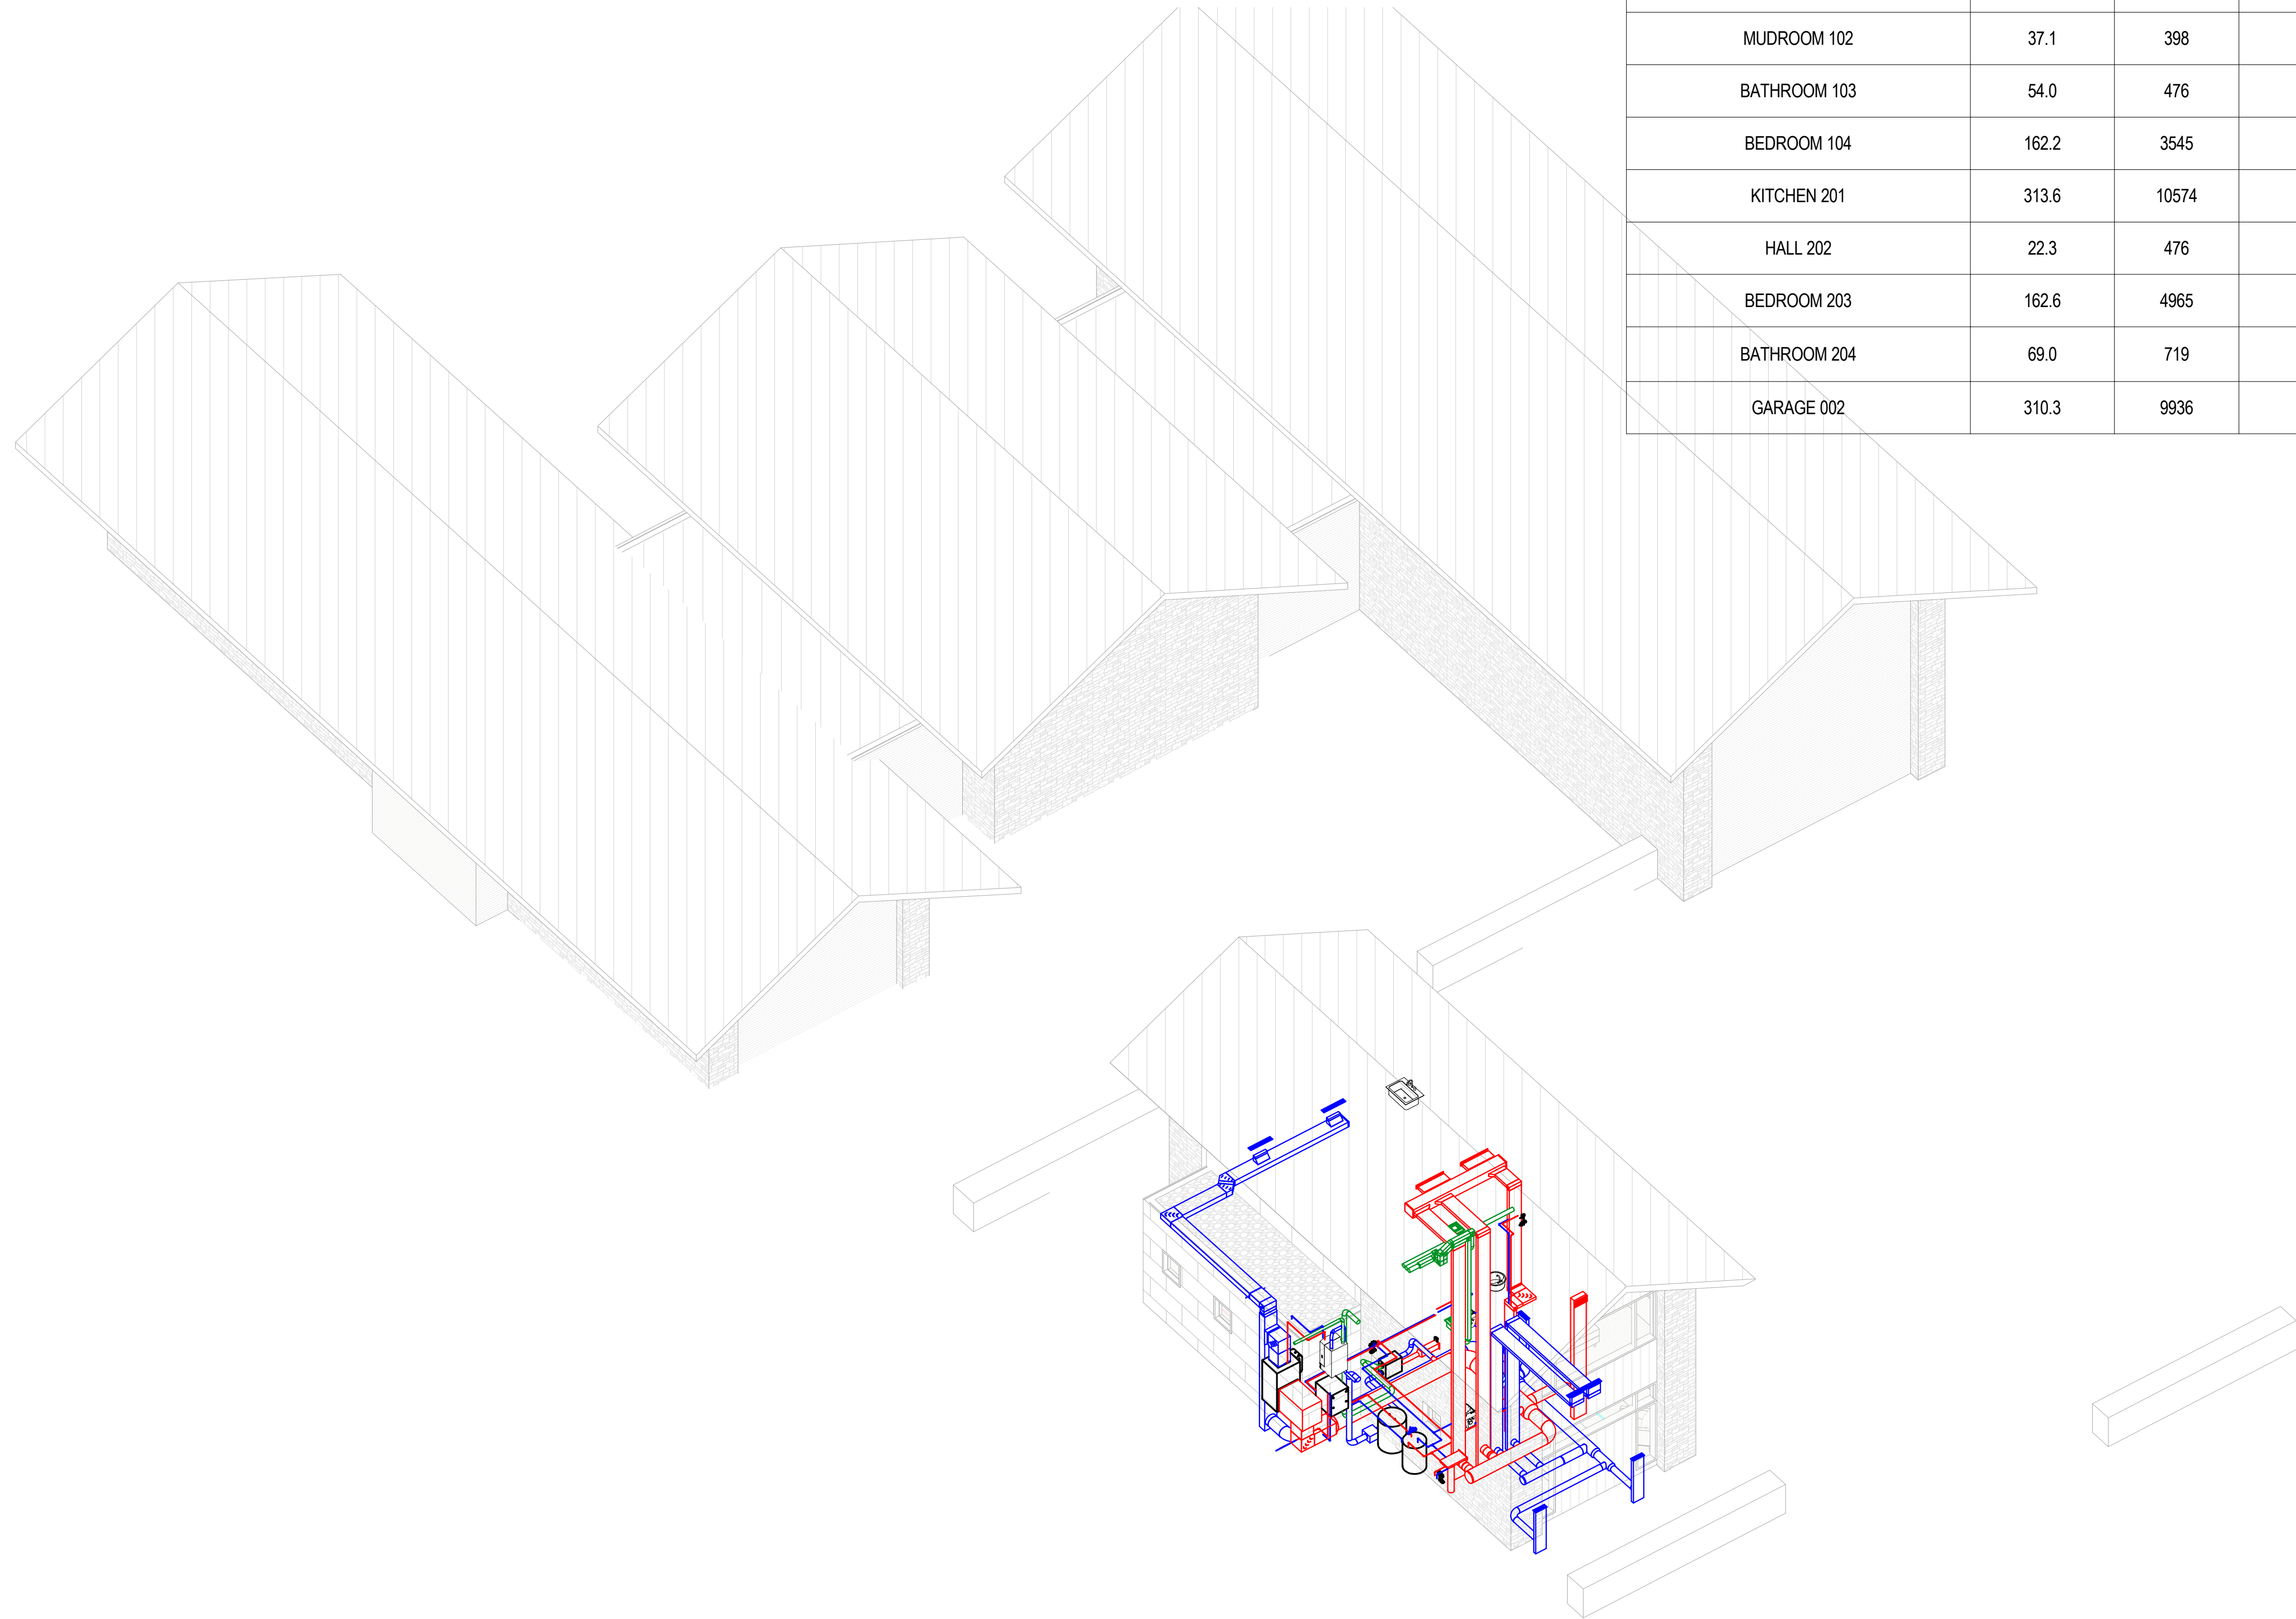 MUDROOM 102 37.1 398
BATHROOM 103 54.0 476
BEDROOM 104 162.2 3545
KITCHEN 201 313.6 10574
HALL 202 22.3 476
BEDROOM 203 162.6 4965
BATHROOM 204 69.0 719
GARAGE 002 310.3 9936